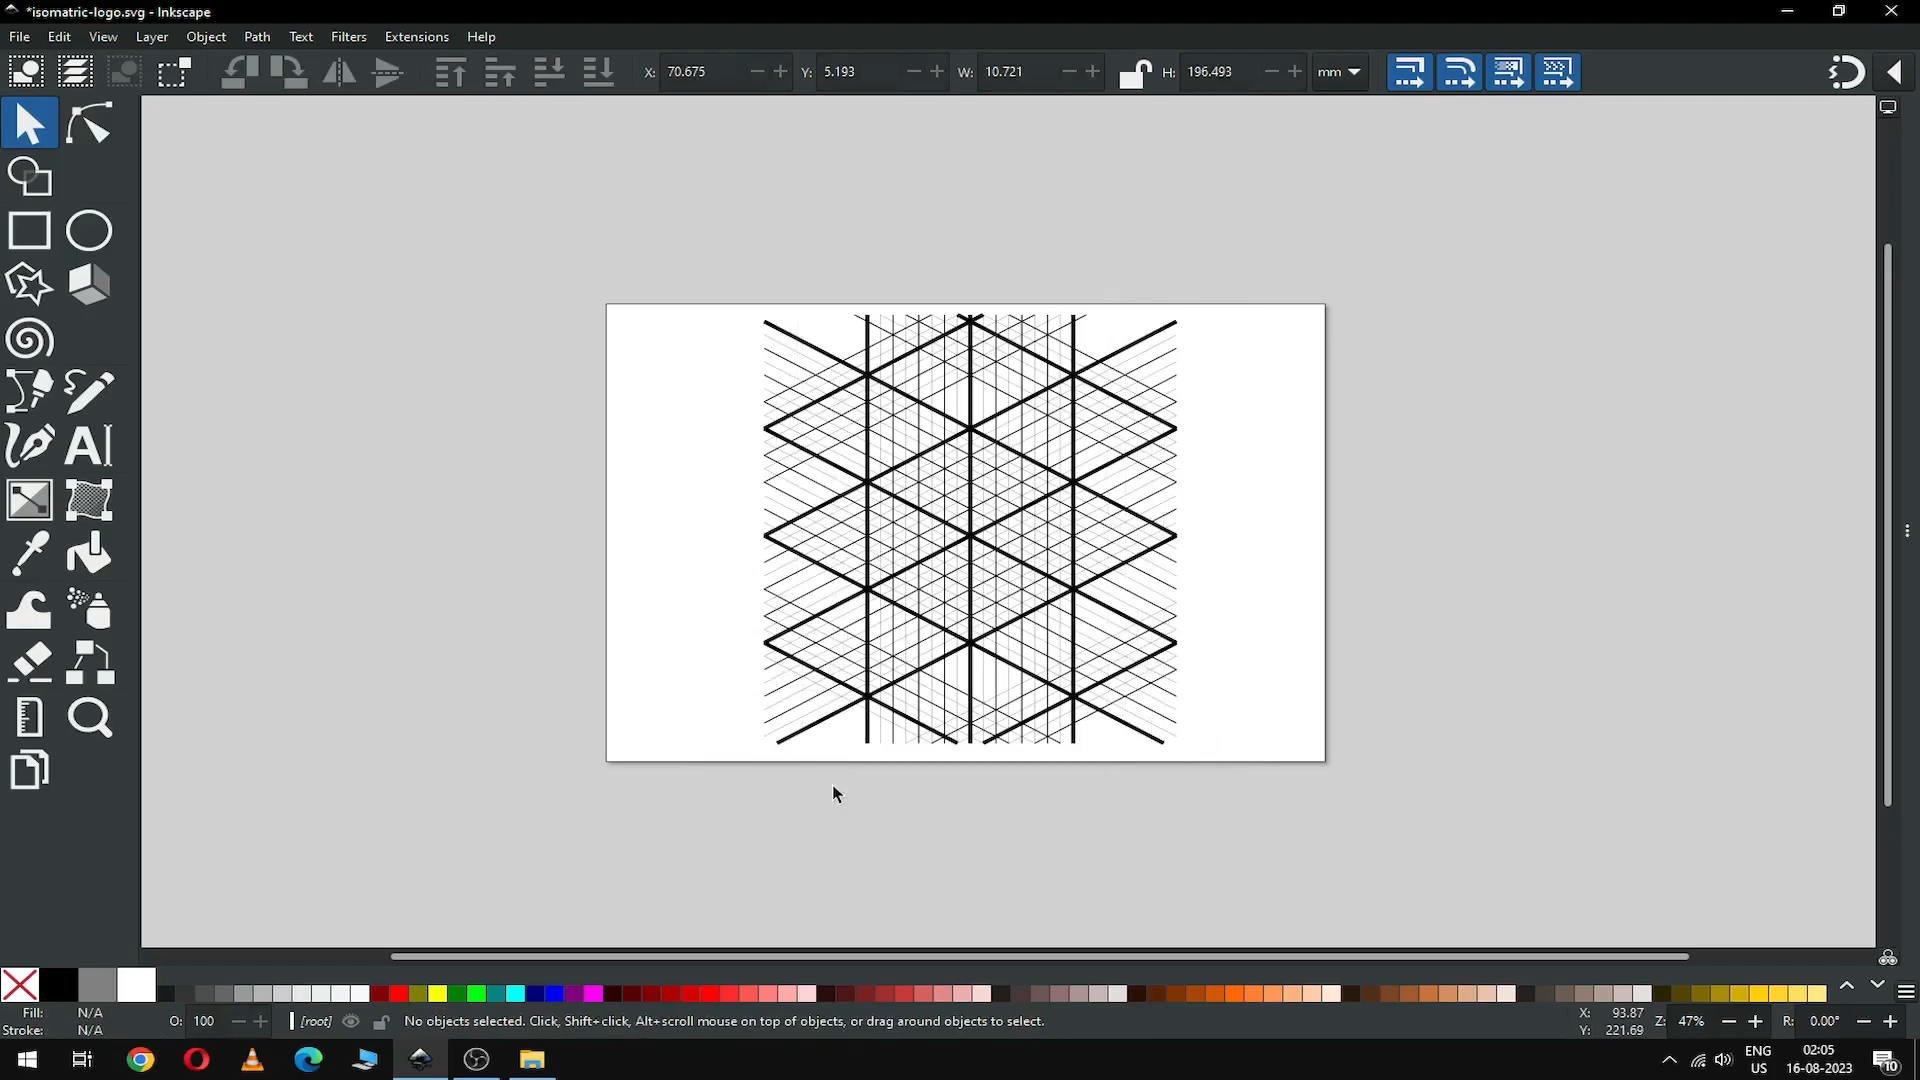 *isomatric-logo.svg - Inkscape
File Edit View Layer Object Path Text Filters Extensions Help
X: 70.675 Y: 5.193 W: 10.721 H: 196.493 mm
Fill: N/A
Stroke: N/A
O: 100
[root]
No objects selected. Click, Shift+click, Alt+scroll mouse on top of objects, or drag around objects to select.
X: 93.87
Y: 221.69
Z: 47%
R: 0.00°
ENG
US
02:05
16-08-2023
10